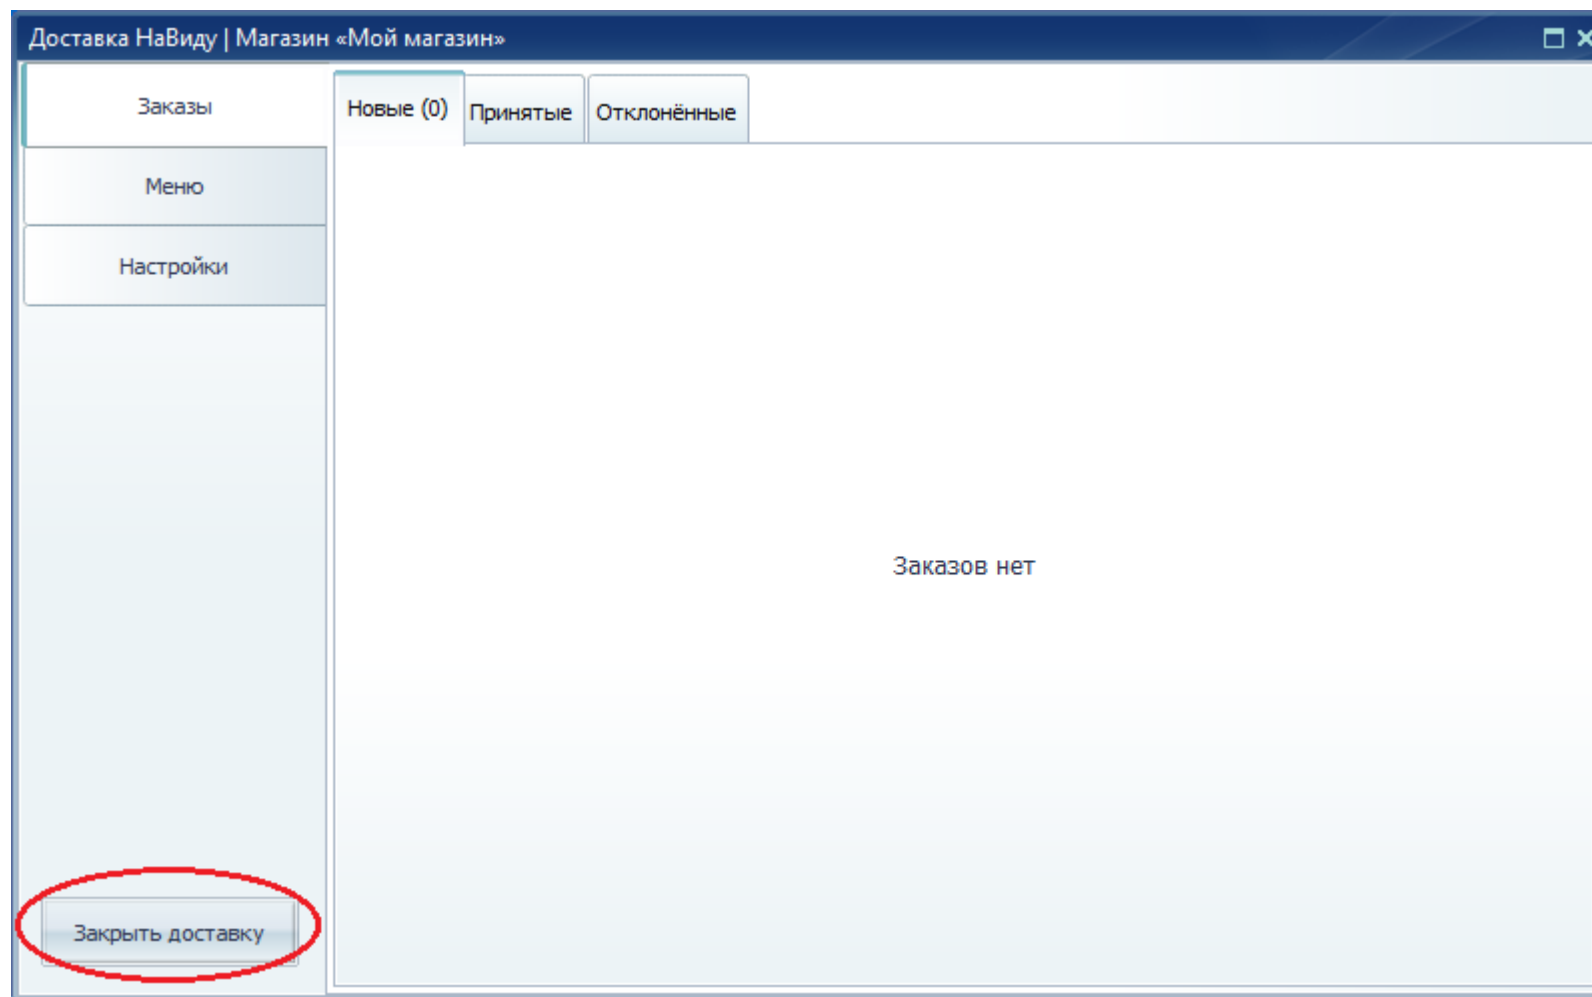 Доставка НаВиду | Магазин «Мой магазин»
Заказы
Новые (0)
Принятые
Отклонённые
Меню
Настройки
Заказов нет
Закрыть доставку